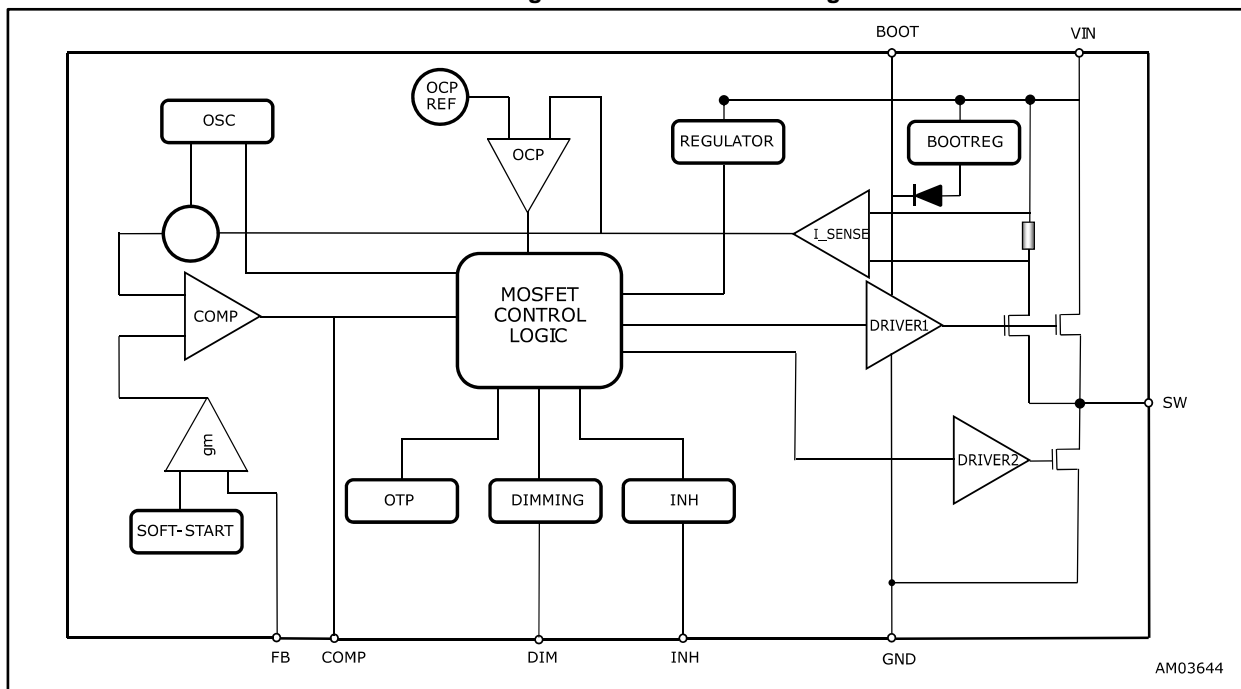 BOOT
VIN
OCP
REF
OSC
OCP
REGULATOR
BOOTREG
I_SENSE
MOSFET
CONTROL
LOGIC
COMP
DRIVER1
SW
gm
DRIVER2
OTP
DIMMING
INH
SOFT-START
FB
COMP
DIM
INH
GND
AM03644